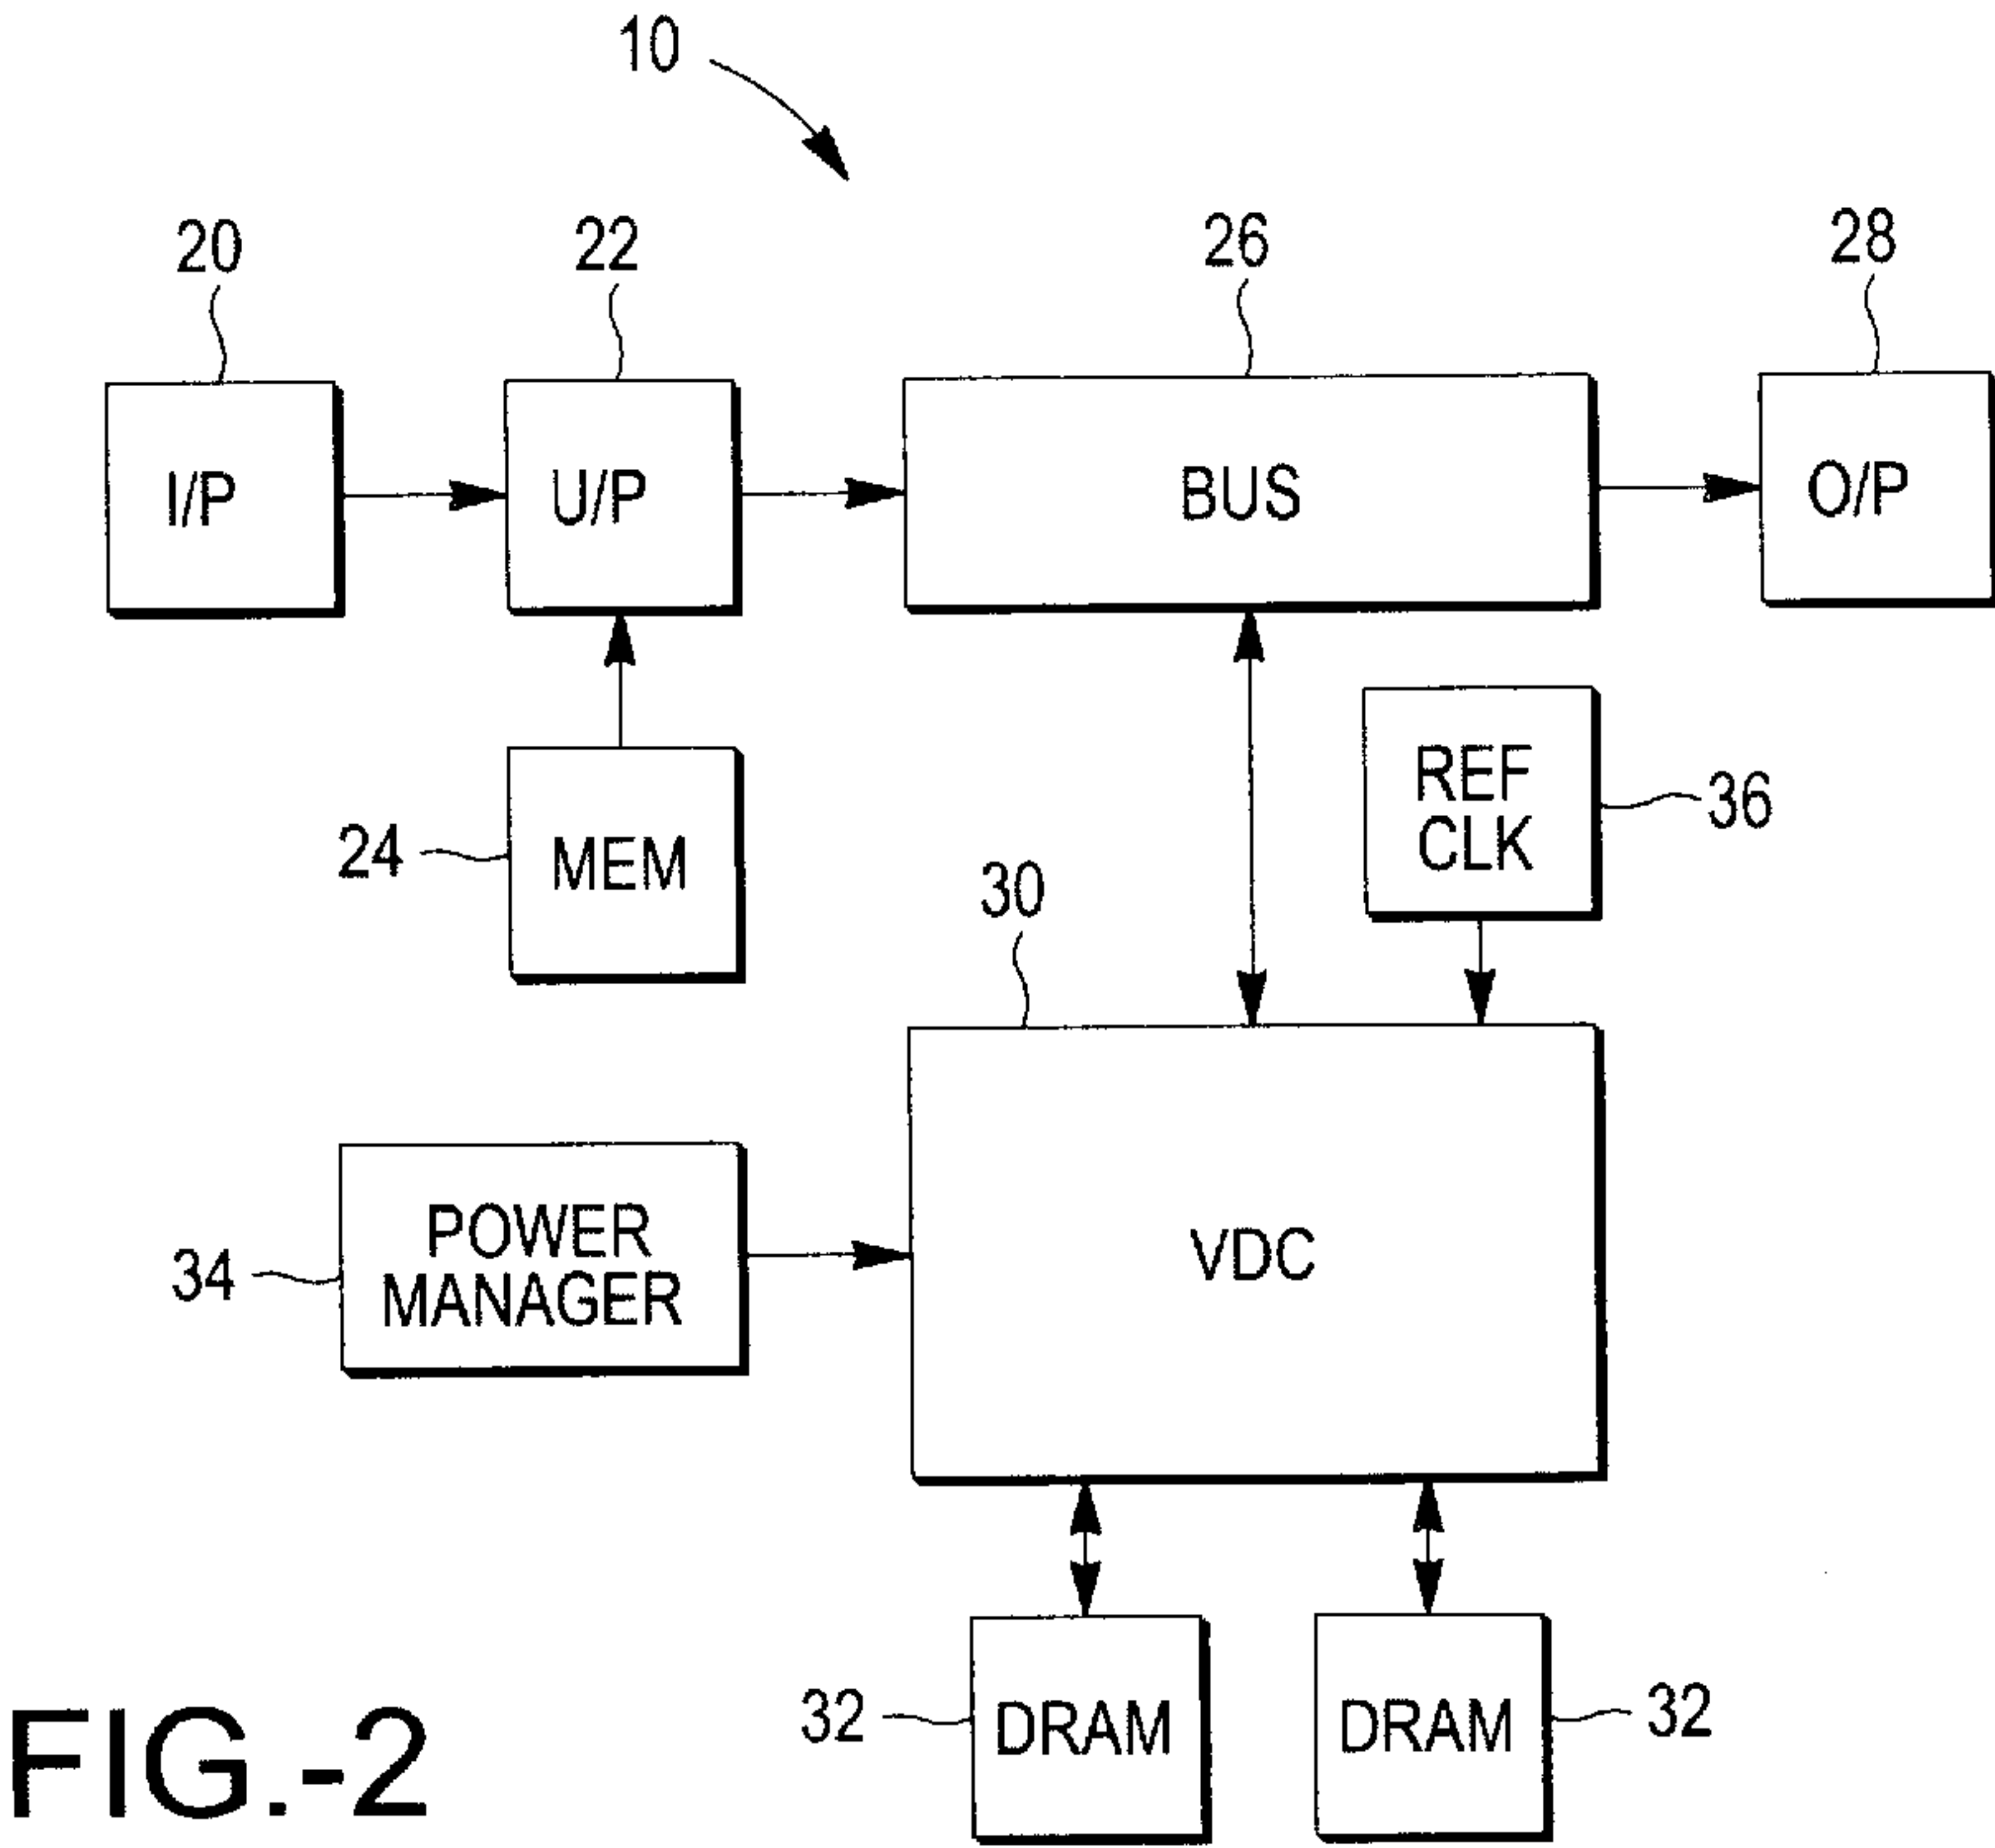 10
20
22
26
28
I/P
U/P
BUS
O/P
REF
CLK
36
24
MEM
30
POWER
MANAGER
34
VDC
32
DRAM
DRAM
32
FIG.-2